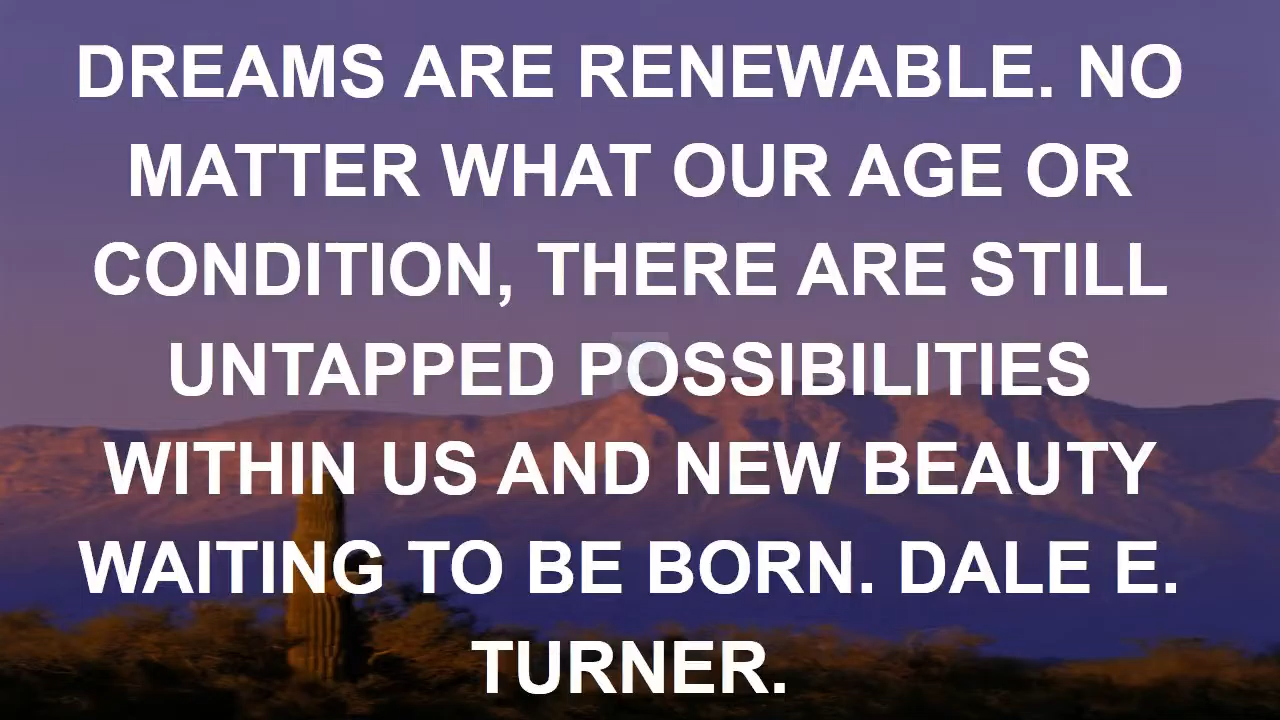 DREAMS ARE RENEWABLE. NO
MATTER WHAT OUR AGE OR
CONDITION, THERE ARE STILL
UNTAPPED POSSIBILITIES
WITHIN US AND NEW BEAUTY
WAITING TO BE BORN. DALE E.
TURNER.